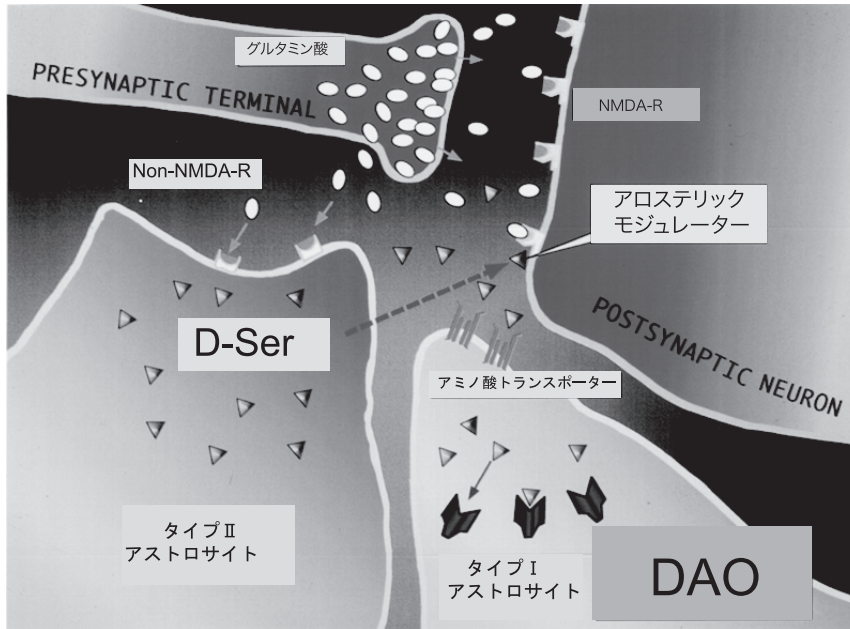 グルタミン酸
PRESYNAPTIC TERMINAL
NMDA-R
Non-NMDA-R
アロステリック
モジュレーター
D-Ser
POSTSYNAPTIC NEURON
アミノ酸トランスポーター
タイプⅡ
アストロサイト
タイプⅠ
アストロサイト
DAO